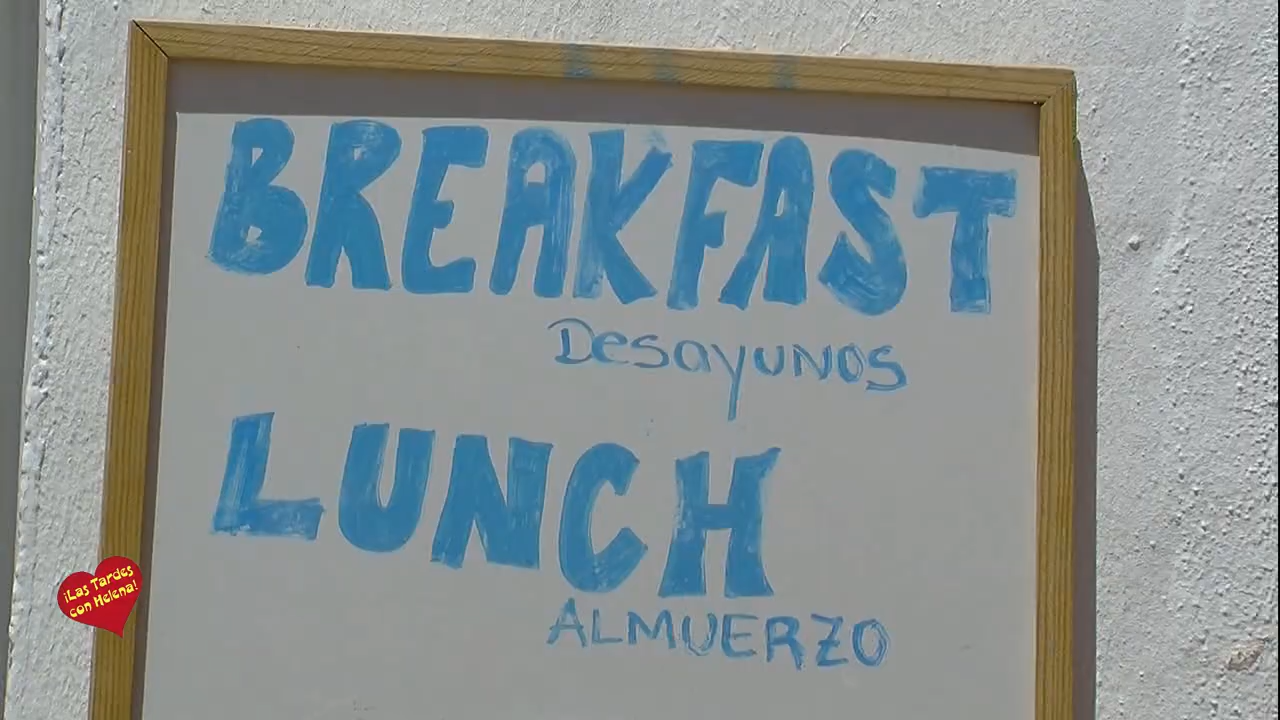 BREAKFAST
Desayunos
LUNCH
ALMUERZO
¡Las Tardes
con Helena!